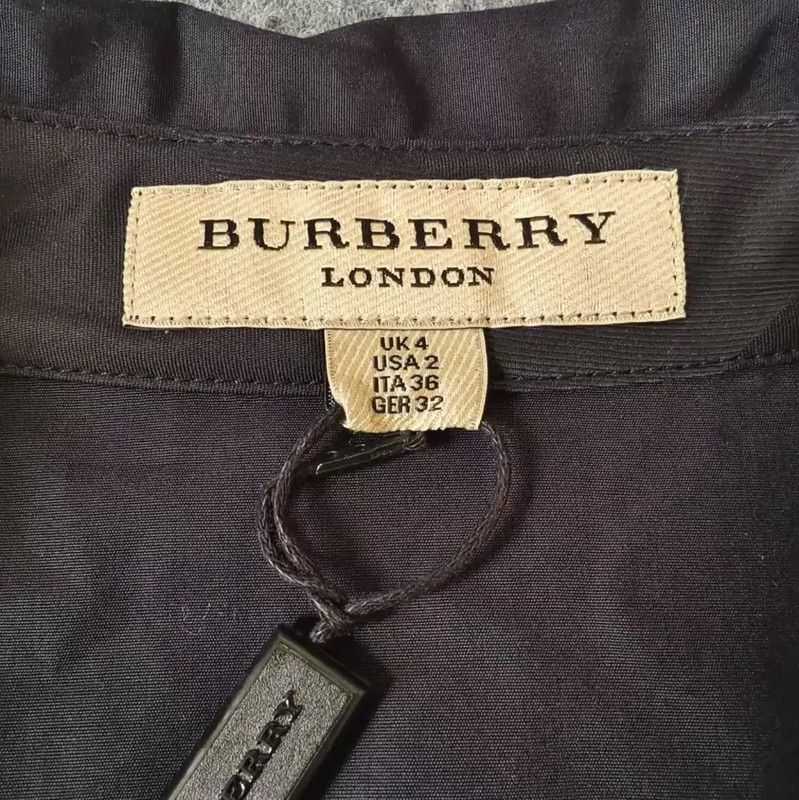 BURBERRY
LONDON
UK 4
USA 2
ITA 36
GER 32